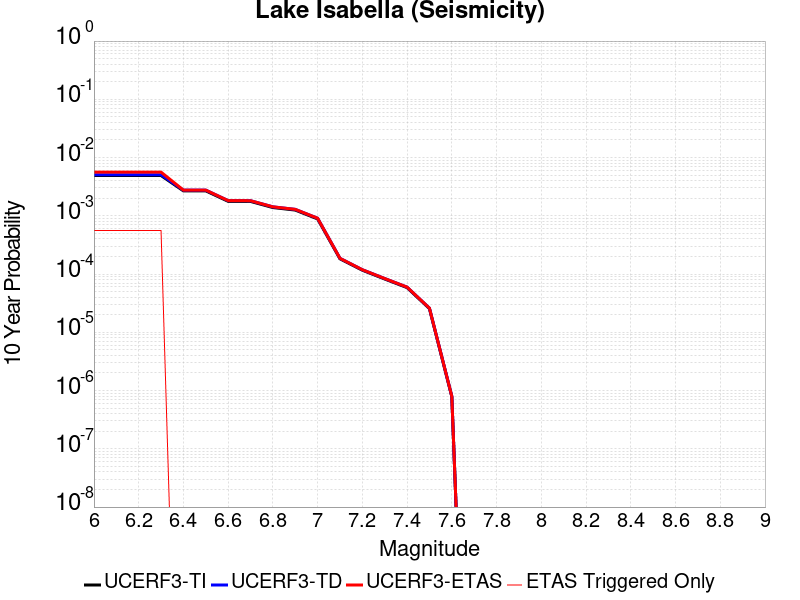 Lake Isabella (Seismicity)
10 Year Probability
10^0
10^-1
10^-2
10^-3
10^-4
10^-5
10^-6
10^-7
10^-8
6 6.2 6.4 6.6 6.8 7 7.2 7.4 7.6 7.8 8 8.2 8.4 8.6 8.8 9
Magnitude
UCERF3-TI UCERF3-TD UCERF3-ETAS ETAS Triggered Only